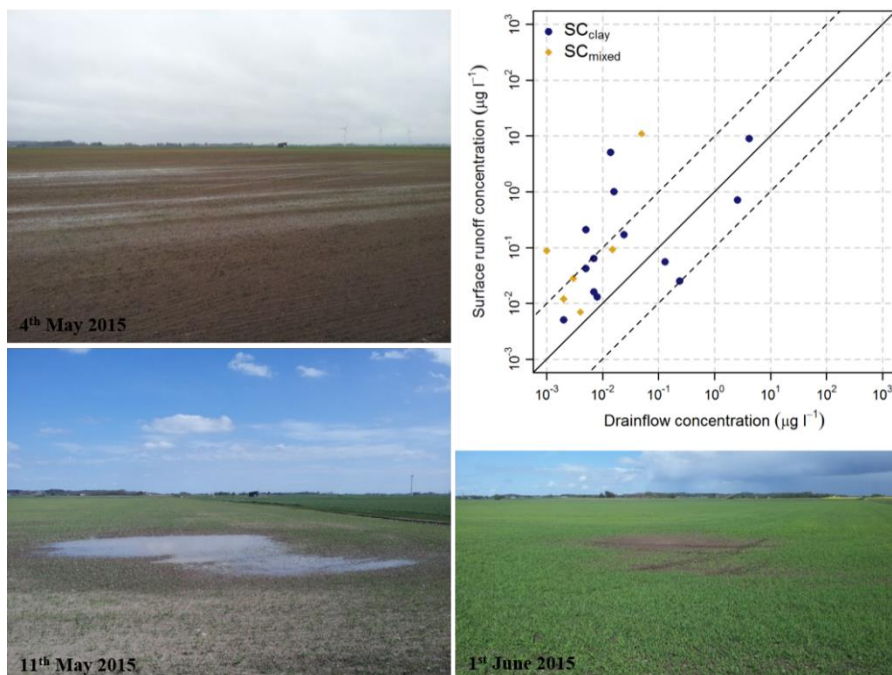 4th May 2015
SCclay
SCmixed
10³
10²
10¹
10⁰
10⁻¹
10⁻²
10⁻³
Surface runoff concentration (µg l⁻¹)
10⁻³ 10⁻² 10⁻¹ 10⁰ 10¹ 10² 10³
Drainflow concentration (µg l⁻¹)
11th May 2015
1st June 2015